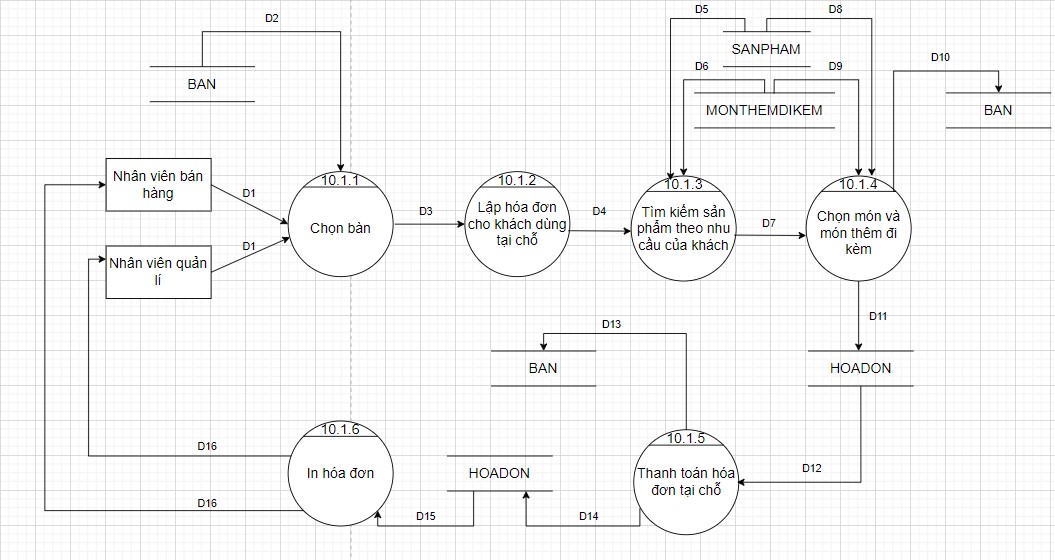 D2
D5
D8
SANPHAM
BAN
D6
D9
D10
MONTHEMDIKEM
BAN
Nhân viên bán
hàng
D1
10.1.1
Chọn bàn
D3
10.1.2
Lập hóa đơn
cho khách dùng
tại chỗ
D4
10.1.3
Tìm kiếm sản
phẩm theo nhu
cầu của khách
D7
10.1.4
Chọn món và
món thêm đi
kèm
Nhân viên quản
lí
D1
D11
D13
BAN
HOADON
10.1.6
In hóa đơn
D16
D16
HOADON
D15
D14
10.1.5
Thanh toán hóa
đơn tại chỗ
D12